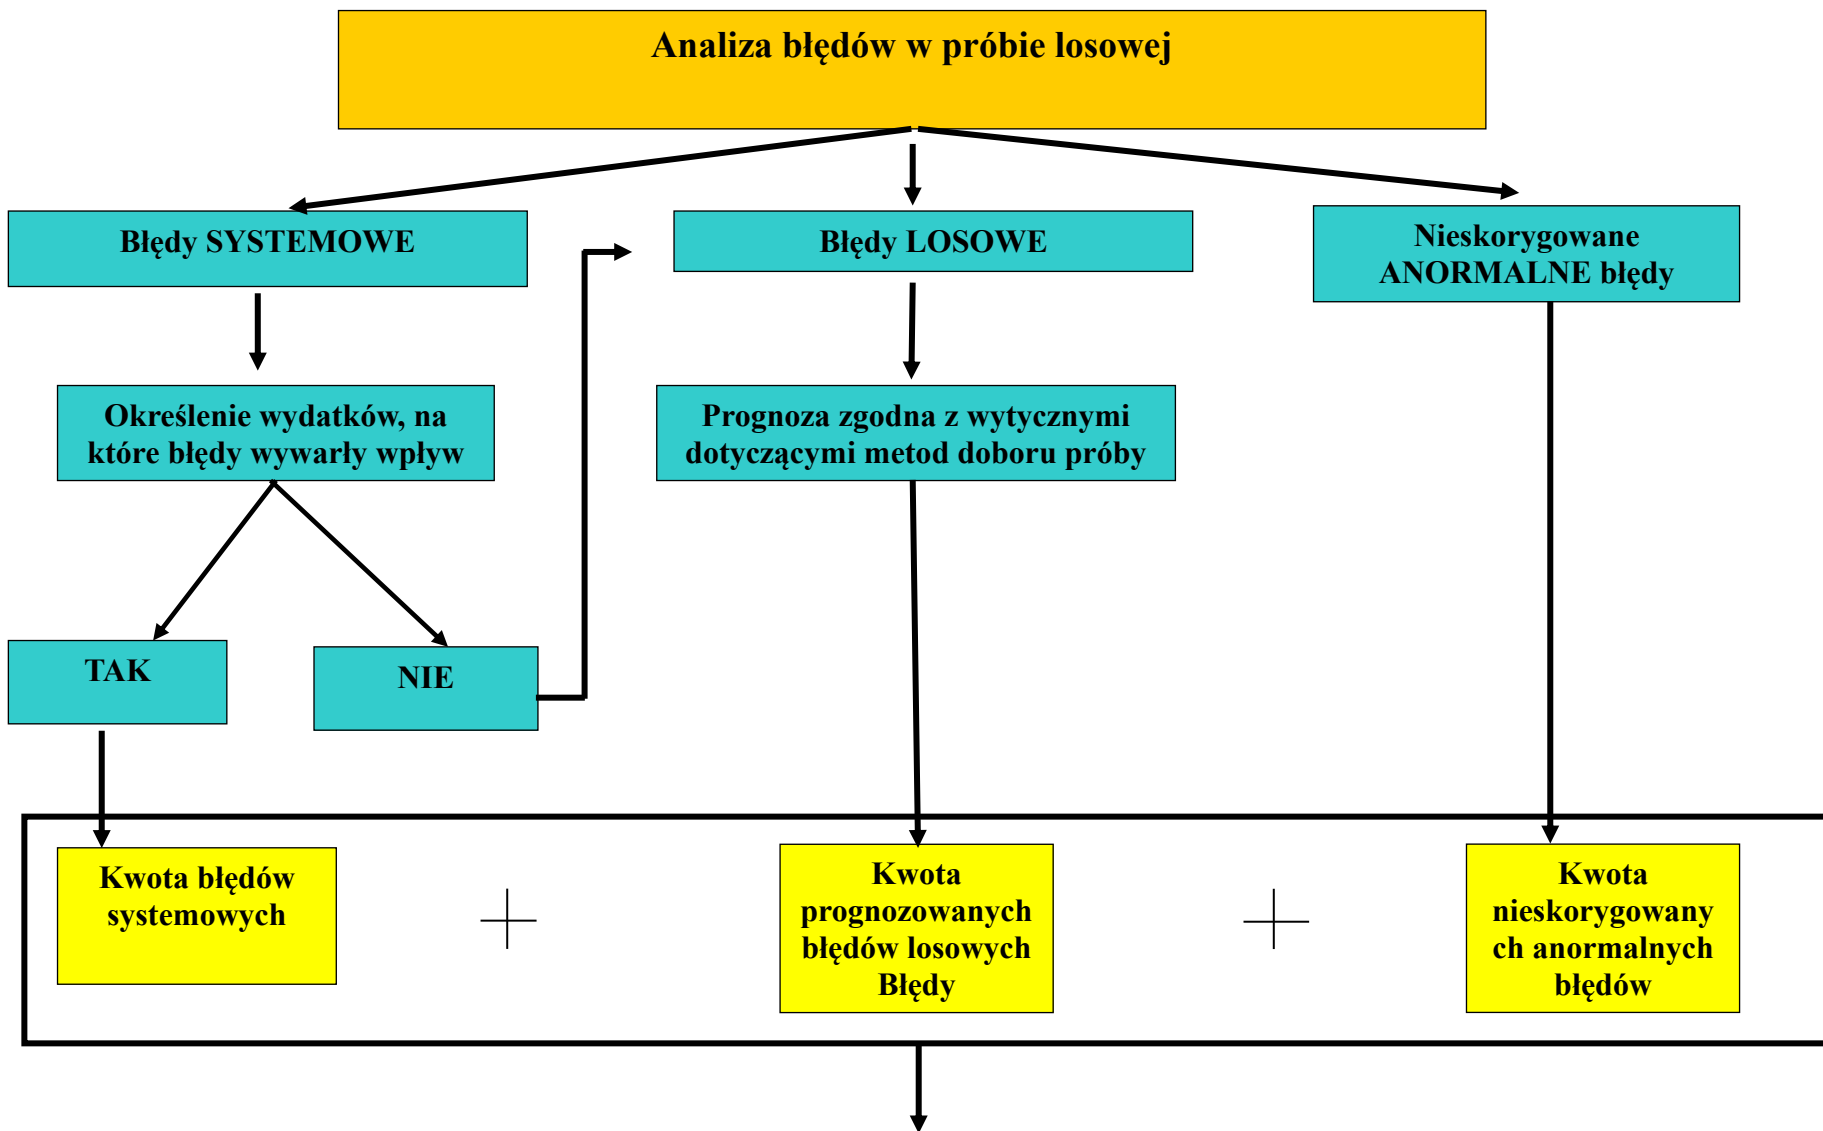 Analiza błędów w próbie losowej
Błędy SYSTEMOWE
Błędy LOSOWE
Nieskorygowane
ANORMALNE błędy
Określenie wydatków, na
które błędy wywarły wpływ
Prognoza zgodna z wytycznymi
dotyczącymi metod doboru próby
TAK
NIE
Kwota błędów
systemowych
Kwota
prognozowanych
błędów losowych
Błędy
Kwota
nieskorygowany
ch anormalnych
błędów